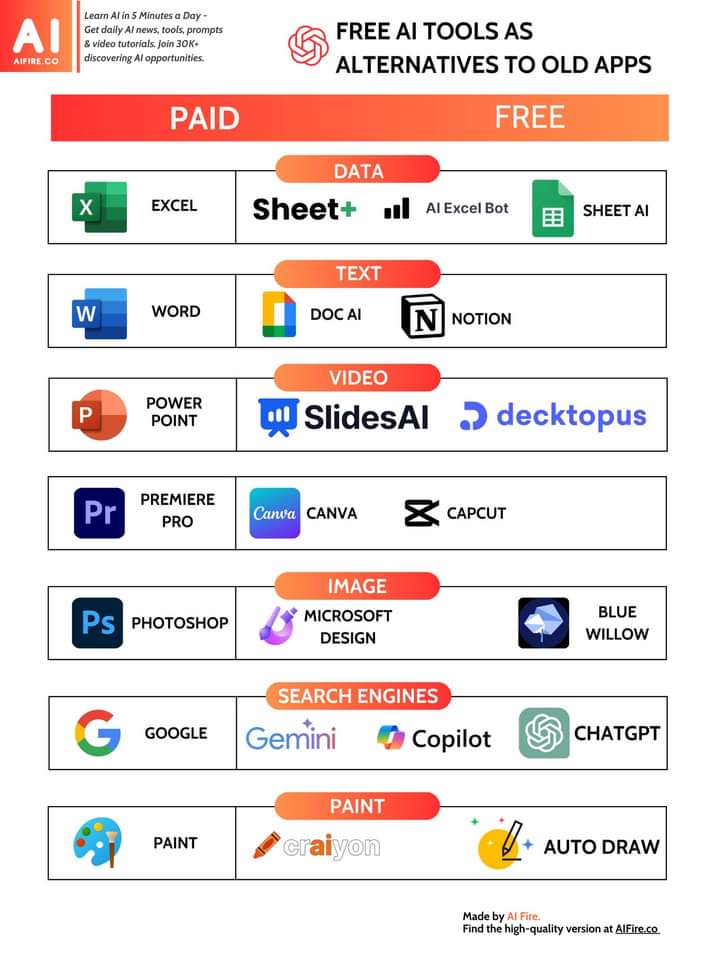 AI
AIFIRE.CO
Learn AI in 5 Minutes a Day -
Get daily AI news, tools, prompts
& video tutorials. Join 30K+
discovering AI opportunities.
FREE AI TOOLS AS
ALTERNATIVES TO OLD APPS
PAID FREE
DATA
X EXCEL Sheet+ AI Excel Bot SHEET AI
TEXT
W WORD DOC AI N NOTION
VIDEO
P POWER
POINT
SlidesAI decktopus
Pr PREMIERE
PRO
Canva CANVA CAPCUT
IMAGE
Ps PHOTOSHOP MICROSOFT
DESIGN
BLUE
WILLOW
SEARCH ENGINES
G GOOGLE Gemini Copilot CHATGPT
PAINT
PAINT craiyon AUTO DRAW
Made by AI Fire.
Find the high-quality version at AIFire.co